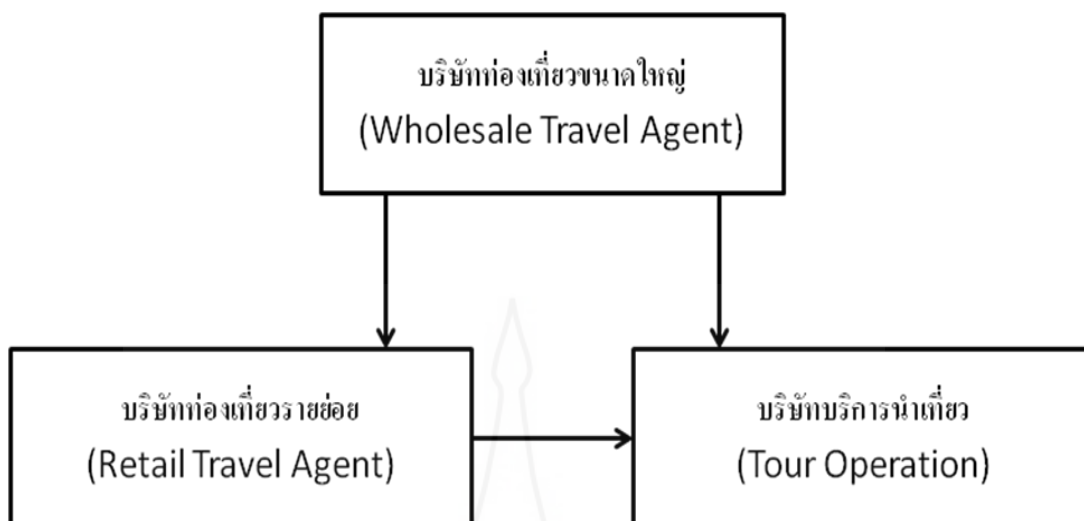 บริษัทท่องเที่ยวขนาดใหญ่
(Wholesale Travel Agent)
บริษัทท่องเที่ยวรายย่อย
(Retail Travel Agent)
บริษัทบริการนำเที่ยว
(Tour Operation)